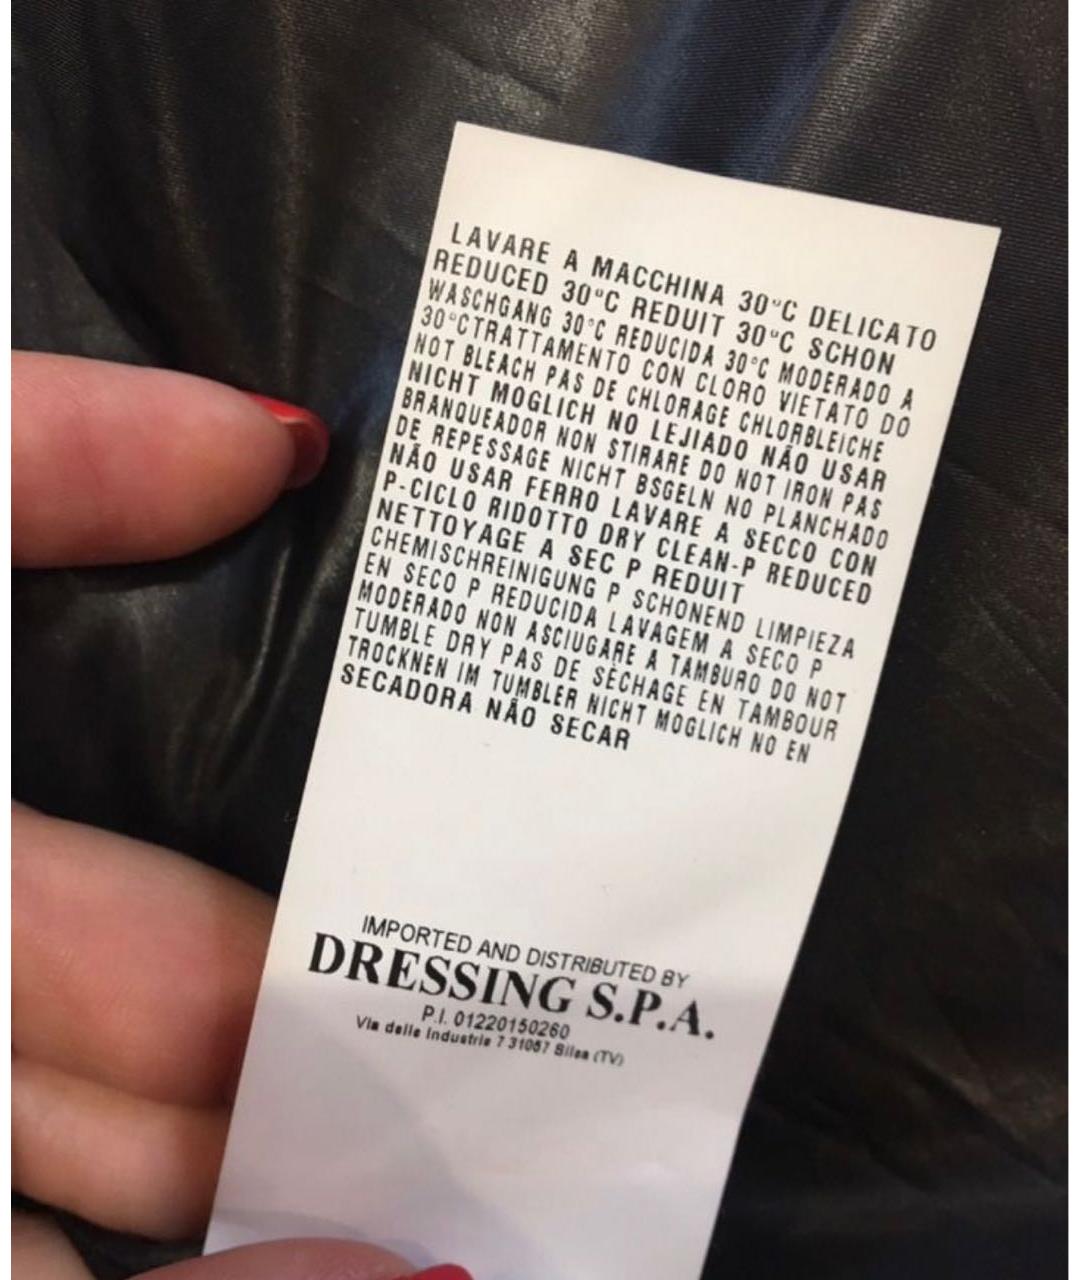 LAVARE A MACCHINA 30°C DELICATO
REDUCED 30°C REDUIT 30°C SCHON
WASCHGANG 30°C REDUCIDA 30°C MODERADO A
30°CTRATTAMENTO CON CLORO VIETATO DO
NOT BLEACH PAS DE CHLORAGE CHLORBLEICHE
NICHT MOGLICH NO LEJIADO NÃO USAR
BRANQUEADOR NON STIRARE DO NOT IRON PAS
DE REPESSAGE NICHT BSGELN NO PLANCHADO
NÃO USAR FERRO LAVARE A SECCO CON
P-CICLO RIDOTTO DRY CLEAN-P REDUCED
NETTOYAGE A SEC P REDUIT
CHEMISCHREINIGUNG P SCHONEND LIMPIEZA
EN SECO P REDUCIDA LAVAGEM A SECO P
MODERADO NON ASCIUGARE A TAMBURO DO NOT
TUMBLE DRY PAS DE SÈCHAGE EN TAMBOUR
TROCKNEN IM TUMBLER NICHT MOGLICH NO EN
SECADORA NÃO SECAR
IMPORTED AND DISTRIBUTED BY
DRESSING S.P.A.
P.I. 01220150260
Via delle Industrie 7 31057 Silea (TV)